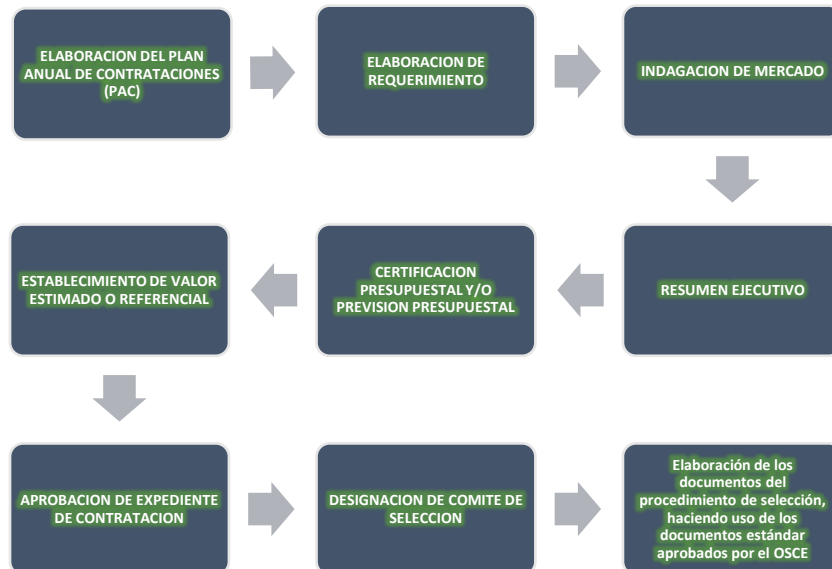 ELABORACION DEL PLAN
ANUAL DE CONTRATACIONES
(PAC)
ELABORACION DE
REQUERIMIENTO
INDAGACION DE MERCADO
RESUMEN EJECUTIVO
CERTIFICACION
PRESUPUESTAL Y/O
PREVISION PRESUPUESTAL
ESTABLECIMIENTO DE VALOR
ESTIMADO O REFERENCIAL
APROBACION DE EXPEDIENTE
DE CONTRATACION
DESIGNACION DE COMITE DE
SELECCION
Elaboración de los
documentos del
procedimiento de selección,
haciendo uso de los
documentos estándar
aprobados por el OSCE